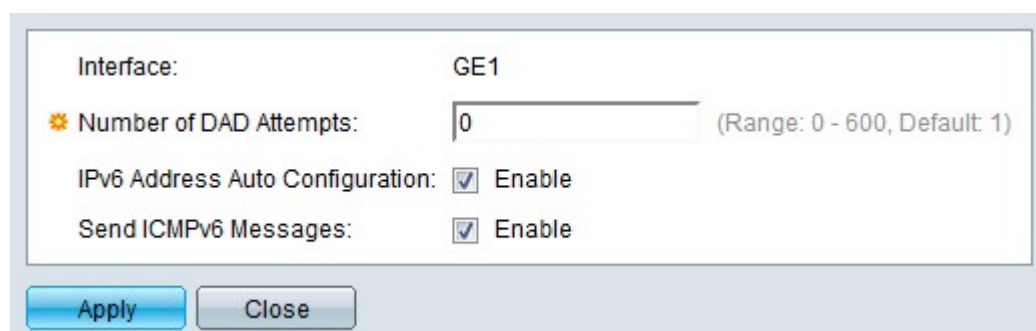 Interface: GE1
Number of DAD Attempts: 0 (Range: 0 - 600, Default: 1)
IPv6 Address Auto Configuration: Enable
Send ICMPv6 Messages: Enable
Apply Close